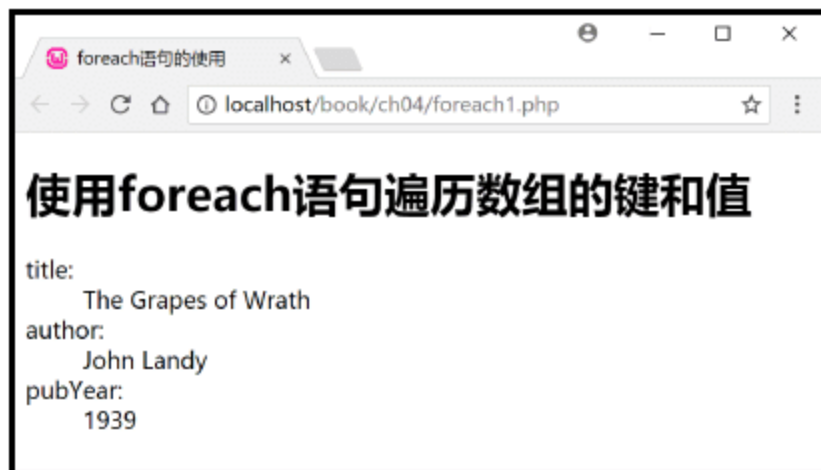 foreach语句的使用
localhost/book/ch04/foreach1.php
使用foreach语句遍历数组的键和值
title:
The Grapes of Wrath
author:
John Landy
pubYear:
1939